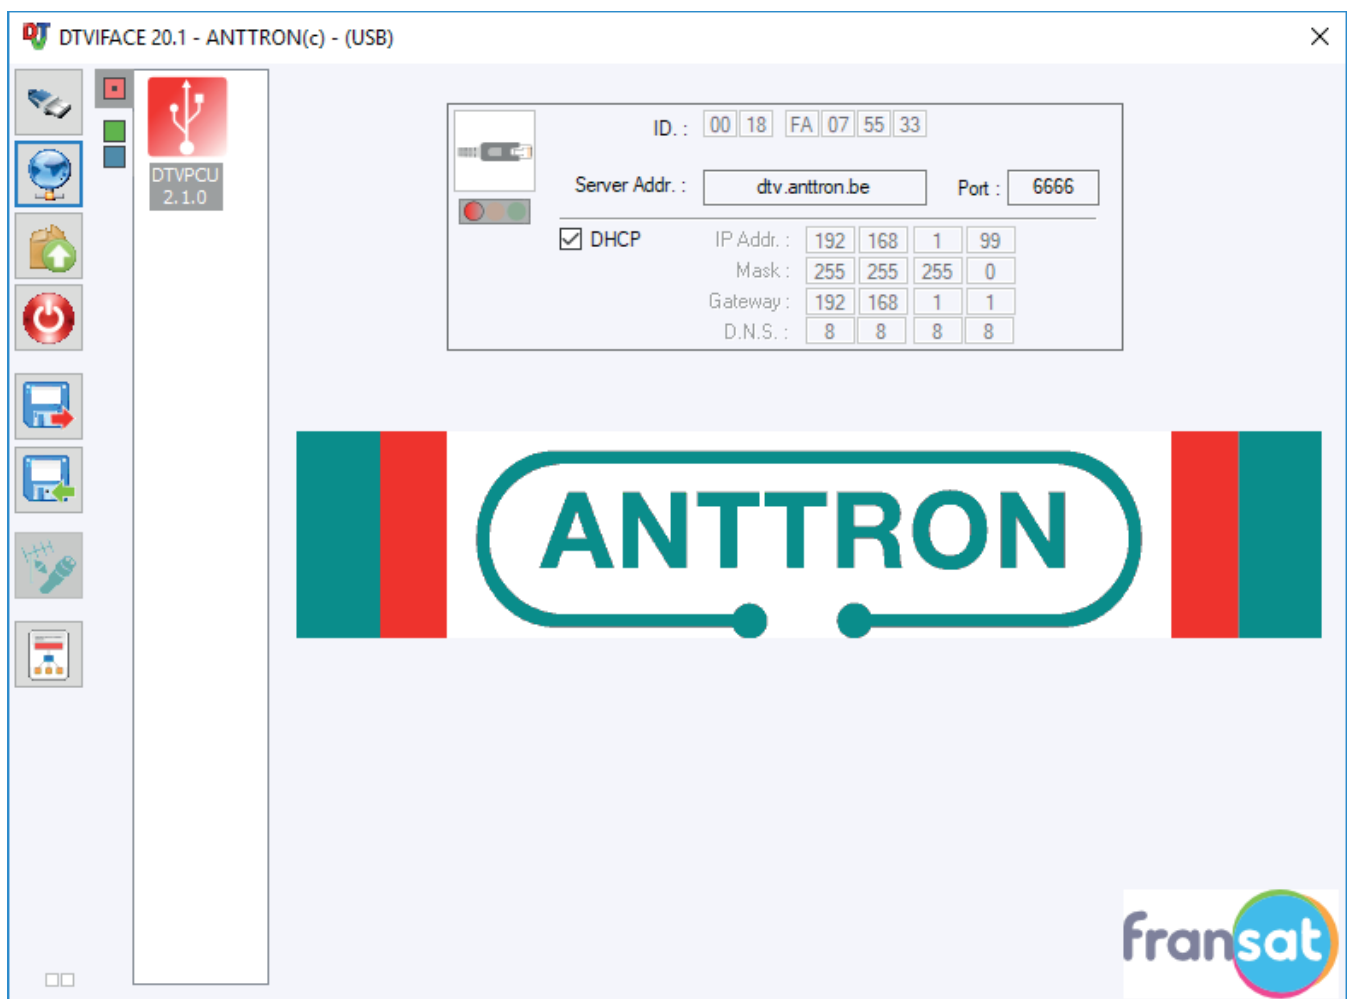 DTVIFACE 20.1 - ANTTRON(c) - (USB)
DTVPCU
2.1.0
ID. : 00 18 FA 07 55 33
Server Addr. : dtv.anttron.be Port : 6666
DHCP IP Addr. : 192 168 1 99
Mask : 255 255 255 0
Gateway : 192 168 1 1
D.N.S. : 8 8 8 8
ANTTRON
fransat